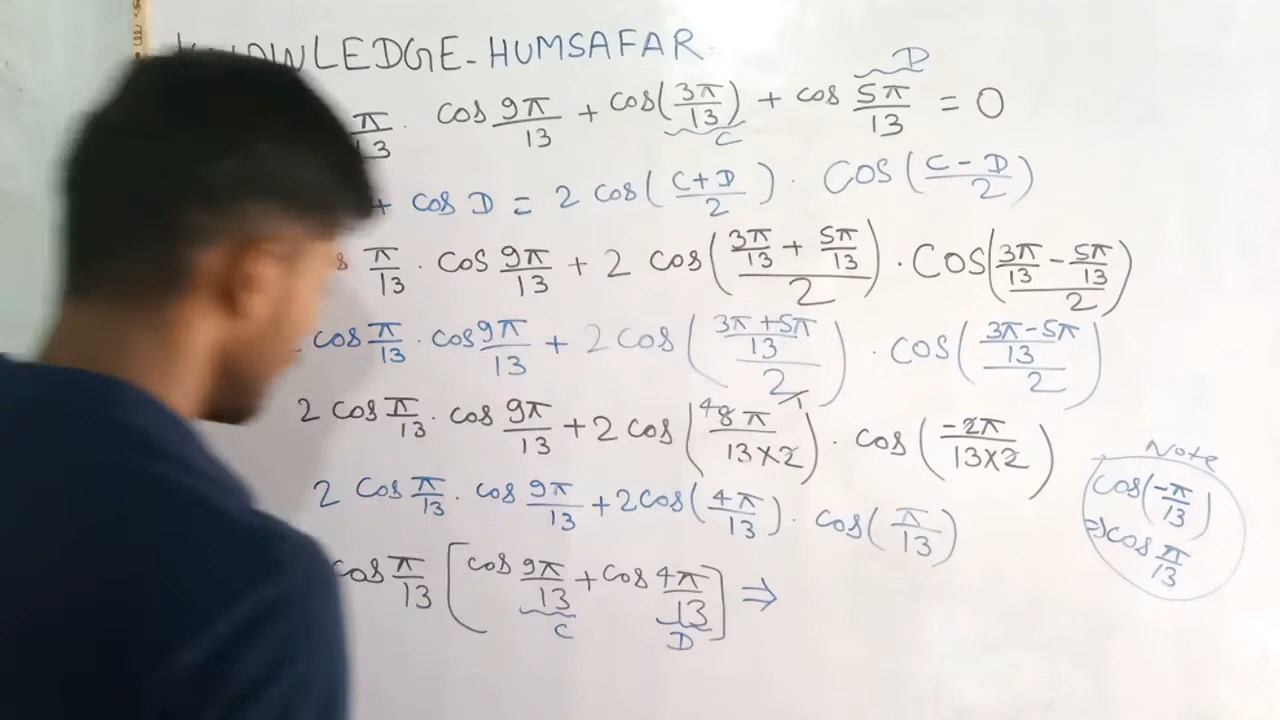 KNOWLEDGE-HUMSAFAR
D
π/13 . cos 9π/13 + cos(3π/13) + cos 5π/13 = 0
C
+ cos D = 2 cos(C+D/2) . Cos(C-D/2)
π/13 . cos 9π/13 + 2 cos((3π/13 + 5π/13)/2) . Cos((3π/13 - 5π/13)/2)
cos π/13 . cos 9π/13 + 2 cos(((3π+5π)/13)/2) . cos(((3π-5π)/13)/2)
2 cos π/13 . cos 9π/13 + 2 cos(8π/13×2) . cos(-2π/13×2)
4
Note
cos(-π/13)
⇒ cos π/13
2 Cos π/13 . cos 9π/13 + 2cos(4π/13) . cos(π/13)
cos π/13 [cos 9π/13 + cos 4π/13] ⇒
C D